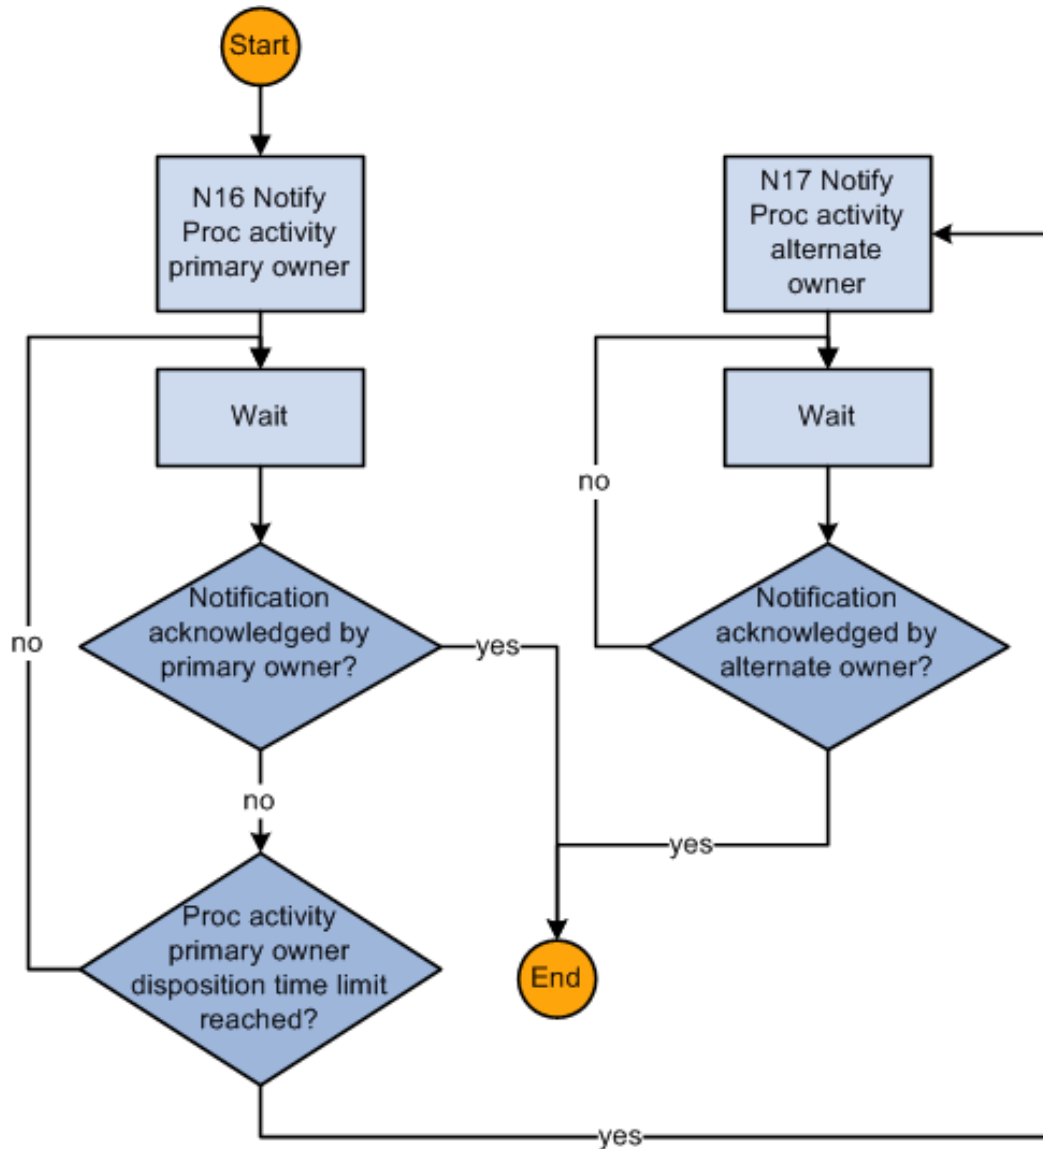 Start
N16 Notify
Proc activity
primary owner
Wait
Notification
acknowledged by
primary owner?
yes
no
no
Proc activity
primary owner
disposition time limit
reached?
yes
N17 Notify
Proc activity
alternate
owner
Wait
no
Notification
acknowledged by
alternate owner?
yes
End